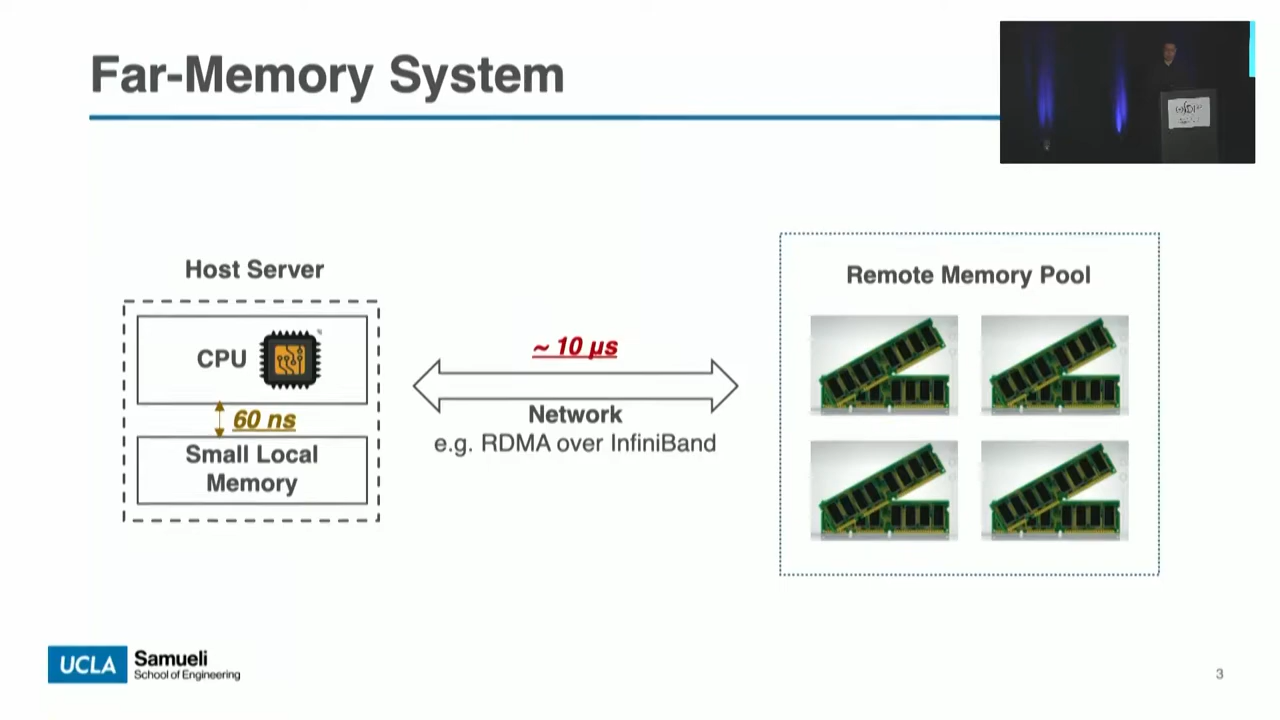 Far-Memory System
Host Server
CPU
60 ns
Small Local
Memory
~ 10 µs
Network
e.g. RDMA over InfiniBand
Remote Memory Pool
UCLA
Samueli
School of Engineering
3